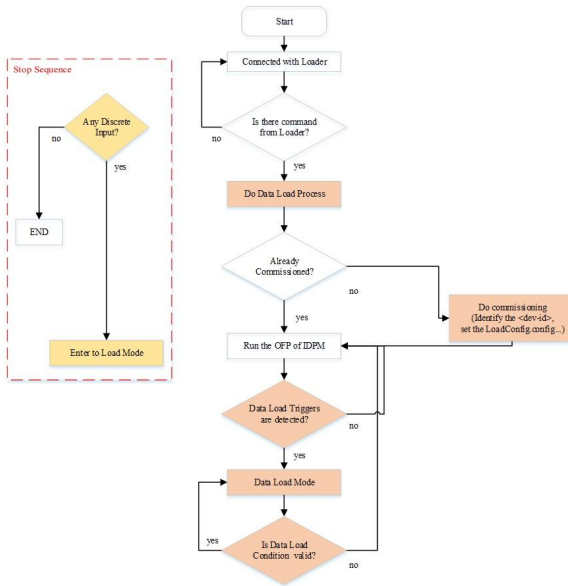 Start
Stop Sequence
Connected with Loader
Any Discrete
Input?
no
yes
Is there command
from Loader?
no
yes
Do Data Load Process
END
Already
Commissioned?
no
yes
Do commissioning
(Identify the <dev-id>,
set the LoadConfig.config...)
Run the OFP of IDPM
Enter to Load Mode
Data Load Triggers
are detected?
no
yes
Data Load Mode
Is Data Load
Condition valid?
yes
no